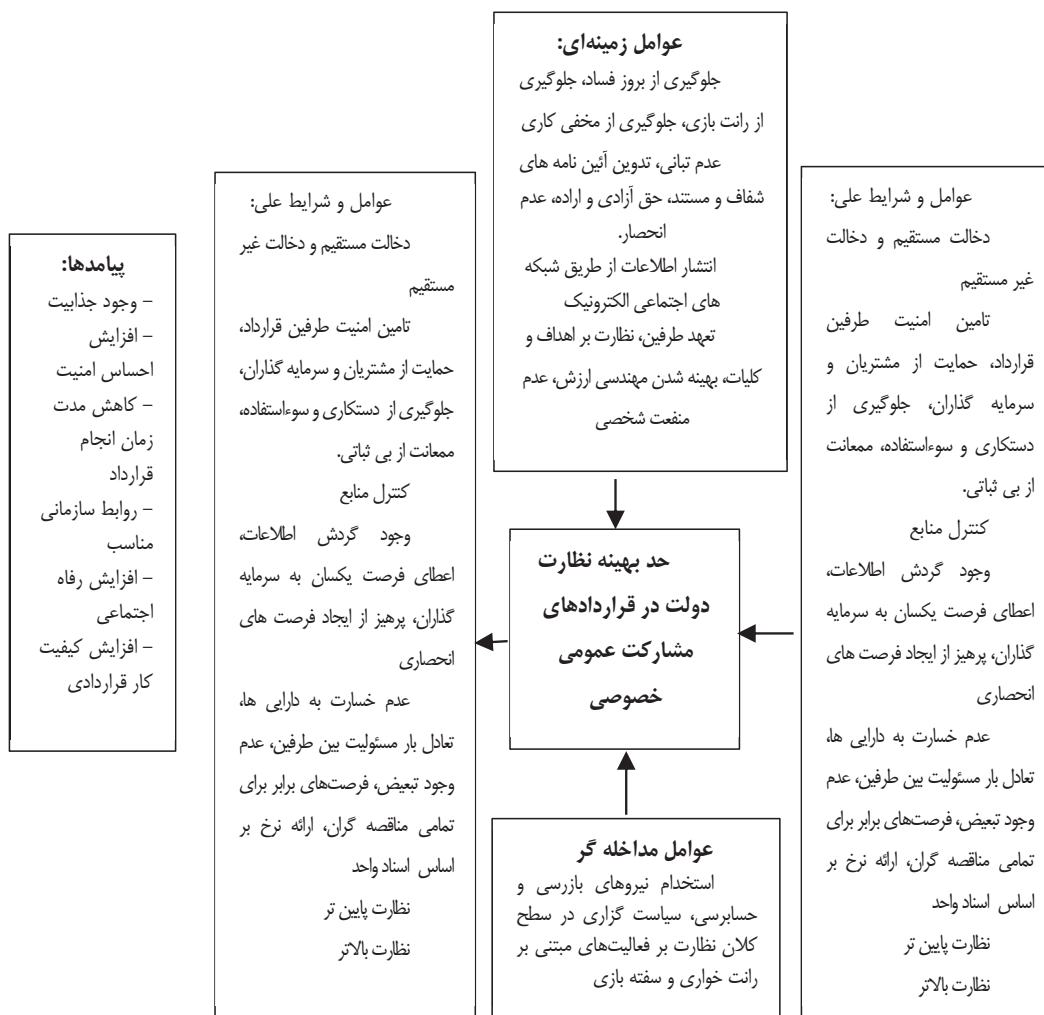 عوامل زمینه‌ای:
جلوگیری از بروز فساد، جلوگیری
از رانت بازی، جلوگیری از مخفی کاری
عدم تبانی، تدوین آئین نامه های
شفاف و مستند، حق آزادی و اراده، عدم
انحصار.
انتشار اطلاعات از طریق شبکه
های اجتماعی الکترونیک
تعهد طرفین، نظارت بر اهداف و
کلیات، بهینه شدن مهندسی ارزش، عدم
منفعت شخصی
عوامل و شرایط علی:
دخالت مستقیم و دخالت
غیر مستقیم
تامین امنیت طرفین
قرارداد، حمایت از مشتریان و
سرمایه گذاران، جلوگیری از
دستکاری و سوءاستفاده، ممعانت
از بی ثباتی.
کنترل منابع
وجود گردش اطلاعات،
اعطای فرصت یکسان به سرمایه
گذاران، پرهیز از ایجاد فرصت های
انحصاری
عدم خسارت به دارایی ها،
تعادل بار مسئولیت بین طرفین، عدم
وجود تبعیض، فرصت‌های برابر برای
تمامی مناقصه گران، ارائه نرخ بر
اساس اسناد واحد
نظارت پایین تر
نظارت بالاتر
حد بهینه نظارت
دولت در قراردادهای
مشارکت عمومی
خصوصی
عوامل مداخله گر
استخدام نیروهای بازرسی و
حسابرسی، سیاست گزاری در سطح
کلان نظارت بر فعالیت‌های مبتنی بر
رانت خواری و سفته بازی
عوامل و شرایط علی:
دخالت مستقیم و دخالت غیر
مستقیم
تامین امنیت طرفین قرارداد،
حمایت از مشتریان و سرمایه گذاران،
جلوگیری از دستکاری و سوءاستفاده،
ممعانت از بی ثباتی.
کنترل منابع
وجود گردش اطلاعات،
اعطای فرصت یکسان به سرمایه
گذاران، پرهیز از ایجاد فرصت های
انحصاری
عدم خسارت به دارایی ها،
تعادل بار مسئولیت بین طرفین، عدم
وجود تبعیض، فرصت‌های برابر برای
تمامی مناقصه گران، ارائه نرخ بر
اساس اسناد واحد
نظارت پایین تر
نظارت بالاتر
پیامدها:
– وجود جذابیت
– افزایش
احساس امنیت
– کاهش مدت
زمان انجام
قرارداد
– روابط سازمانی
مناسب
– افزایش رفاه
اجتماعی
– افزایش کیفیت
کار قراردادی